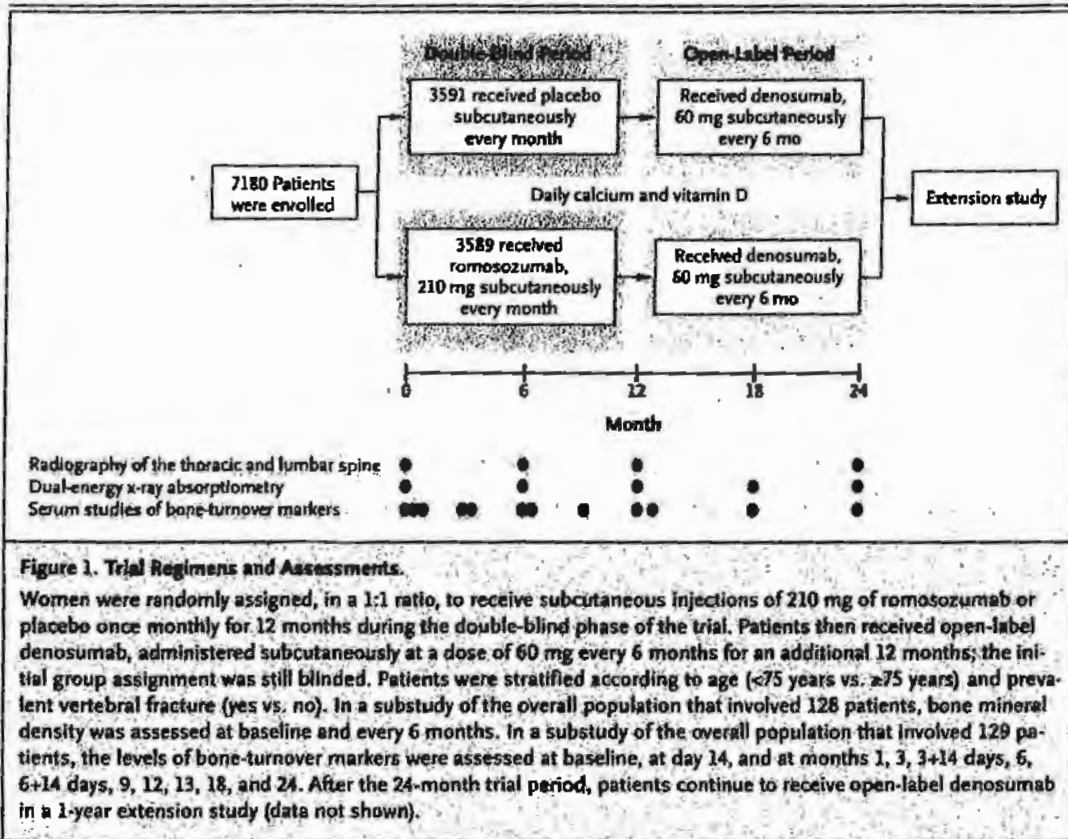 Double-Blind Period
Open-Label Period
3591 received placebo
subcutaneously
every month
Received denosumab,
60 mg subcutaneously
every 6 mo
7180 Patients
were enrolled
Daily calcium and vitamin D
Extension study
3589 received
romosozumab,
210 mg subcutaneously
every month
Received denosumab,
60 mg subcutaneously
every 6 mo
0 6 12 18 24
Month
Radiography of the thoracic and lumbar spine
Dual-energy x-ray absorptiometry
Serum studies of bone-turnover markers
Figure 1. Trial Regimens and Assessments.
Women were randomly assigned, in a 1:1 ratio, to receive subcutaneous injections of 210 mg of romosozumab or
placebo once monthly for 12 months during the double-blind phase of the trial. Patients then received open-label
denosumab, administered subcutaneously at a dose of 60 mg every 6 months for an additional 12 months; the ini-
tial group assignment was still blinded. Patients were stratified according to age (<75 years vs. ≥75 years) and preva-
lent vertebral fracture (yes vs. no). In a substudy of the overall population that involved 128 patients, bone mineral
density was assessed at baseline and every 6 months. In a substudy of the overall population that involved 129 pa-
tients, the levels of bone-turnover markers were assessed at baseline, at day 14, and at months 1, 3, 3+14 days, 6,
6+14 days, 9, 12, 13, 18, and 24. After the 24-month trial period, patients continue to receive open-label denosumab
in a 1-year extension study (data not shown).